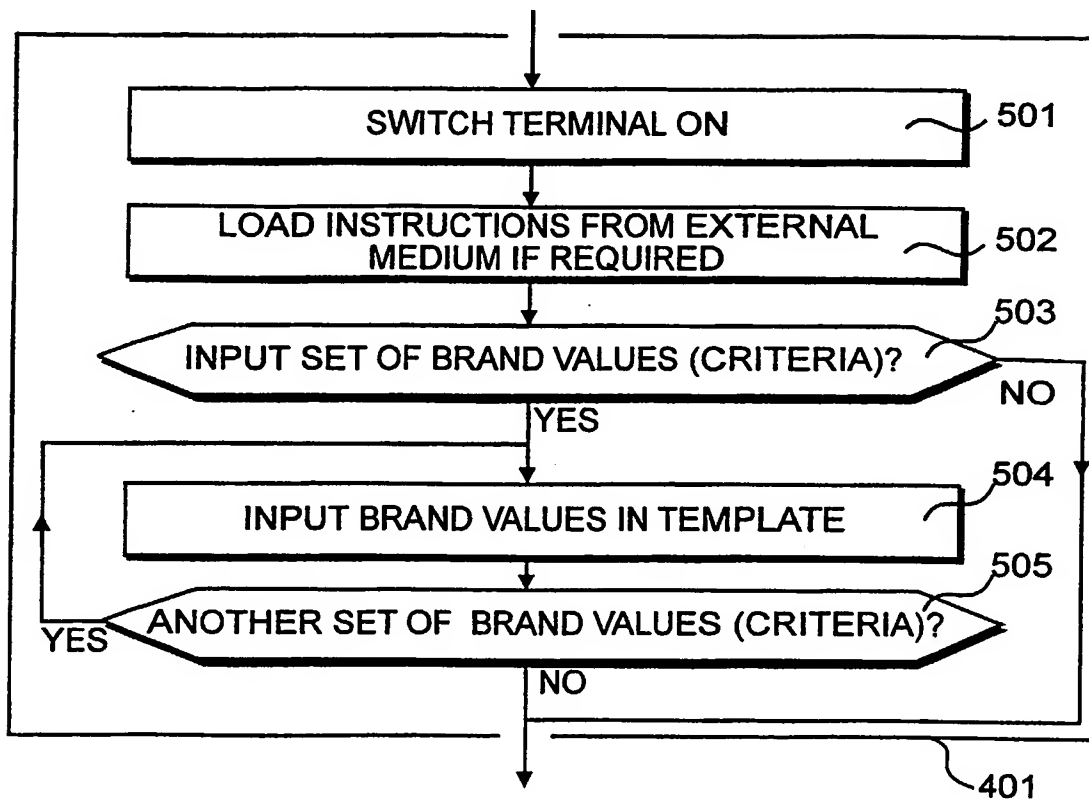 SWITCH TERMINAL ON
501
LOAD INSTRUCTIONS FROM EXTERNAL
MEDIUM IF REQUIRED
502
503
INPUT SET OF BRAND VALUES (CRITERIA)?
NO
YES
504
INPUT BRAND VALUES IN TEMPLATE
505
ANOTHER SET OF BRAND VALUES (CRITERIA)?
YES
NO
401